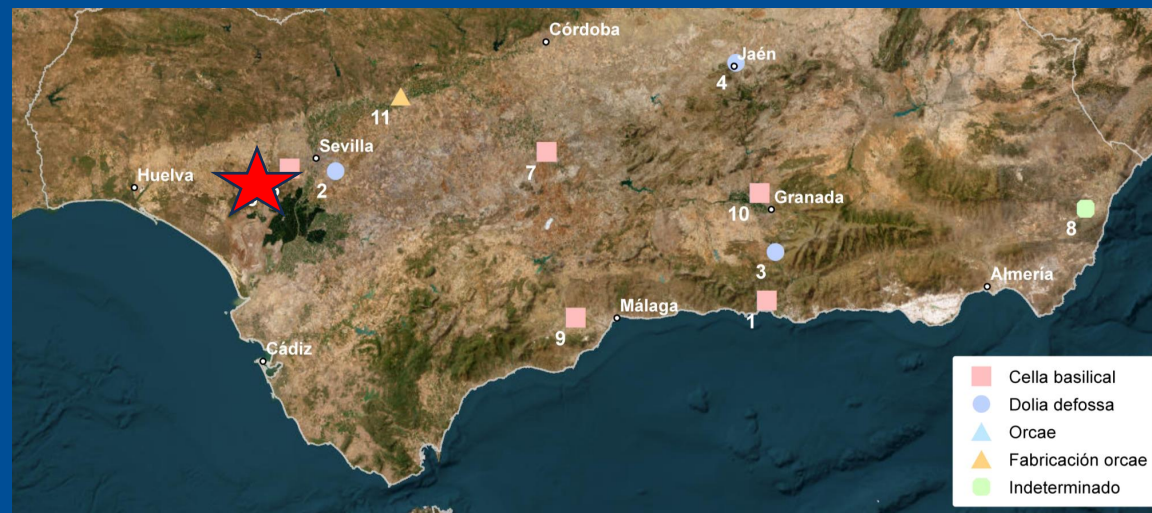 Córdoba
Jaén
4
11
Sevilla
2
7
Huelva
10
Granada
8
3
Almería
1
Málaga
9
Cádiz
Cella basilical
Dolia defossa
Orcae
Fabricación orcae
Indeterminado